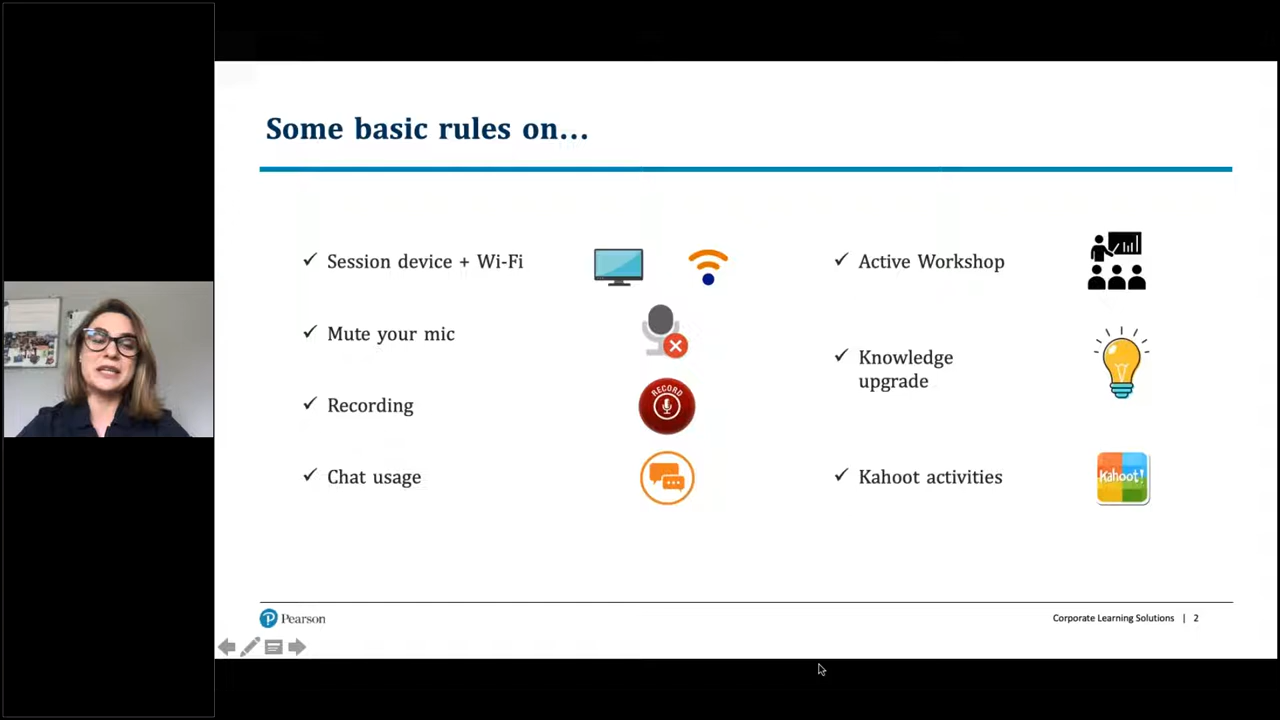 Some basic rules on...
✓ Session device + Wi-Fi
✓ Mute your mic
RECORD
✓ Recording
✓ Chat usage
✓ Active Workshop
✓ Knowledge
upgrade
✓ Kahoot activities
Kahoot!
Pearson
Corporate Learning Solutions | 2